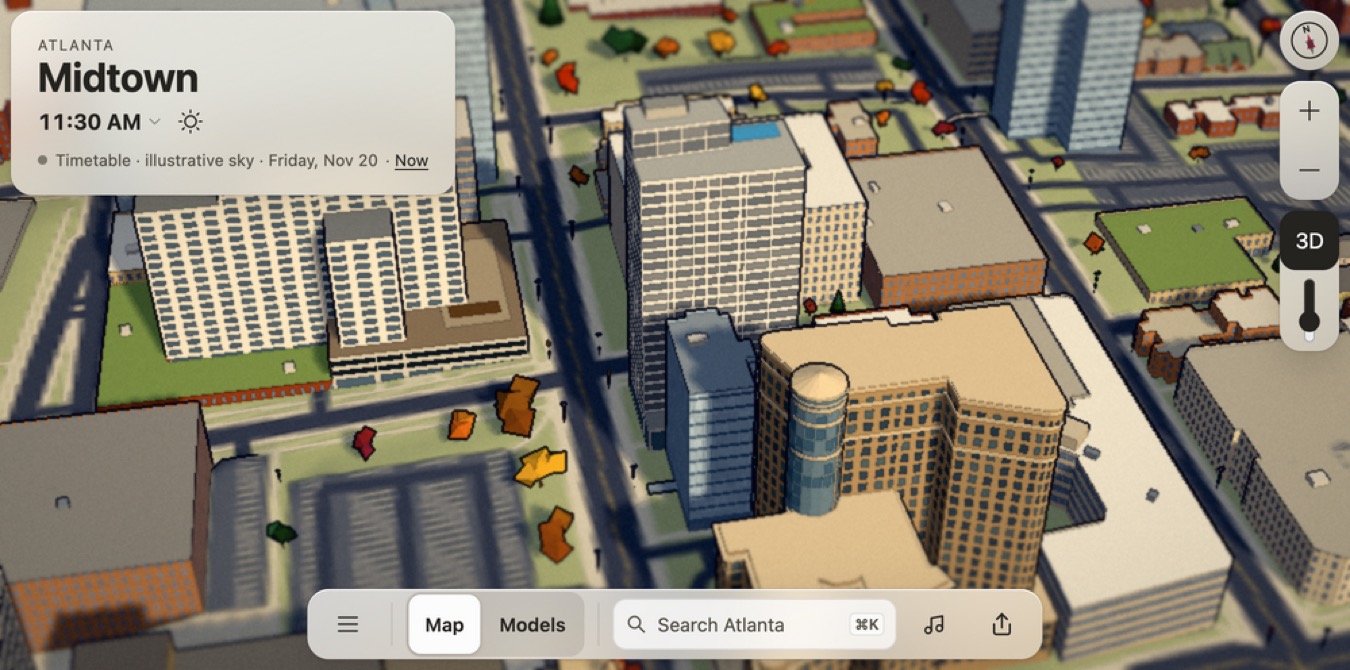 ATLANTA
Midtown
11:30 AM
Timetable · illustrative sky · Friday, Nov 20 · Now
N
3D
Map
Models
Search Atlanta
⌘K